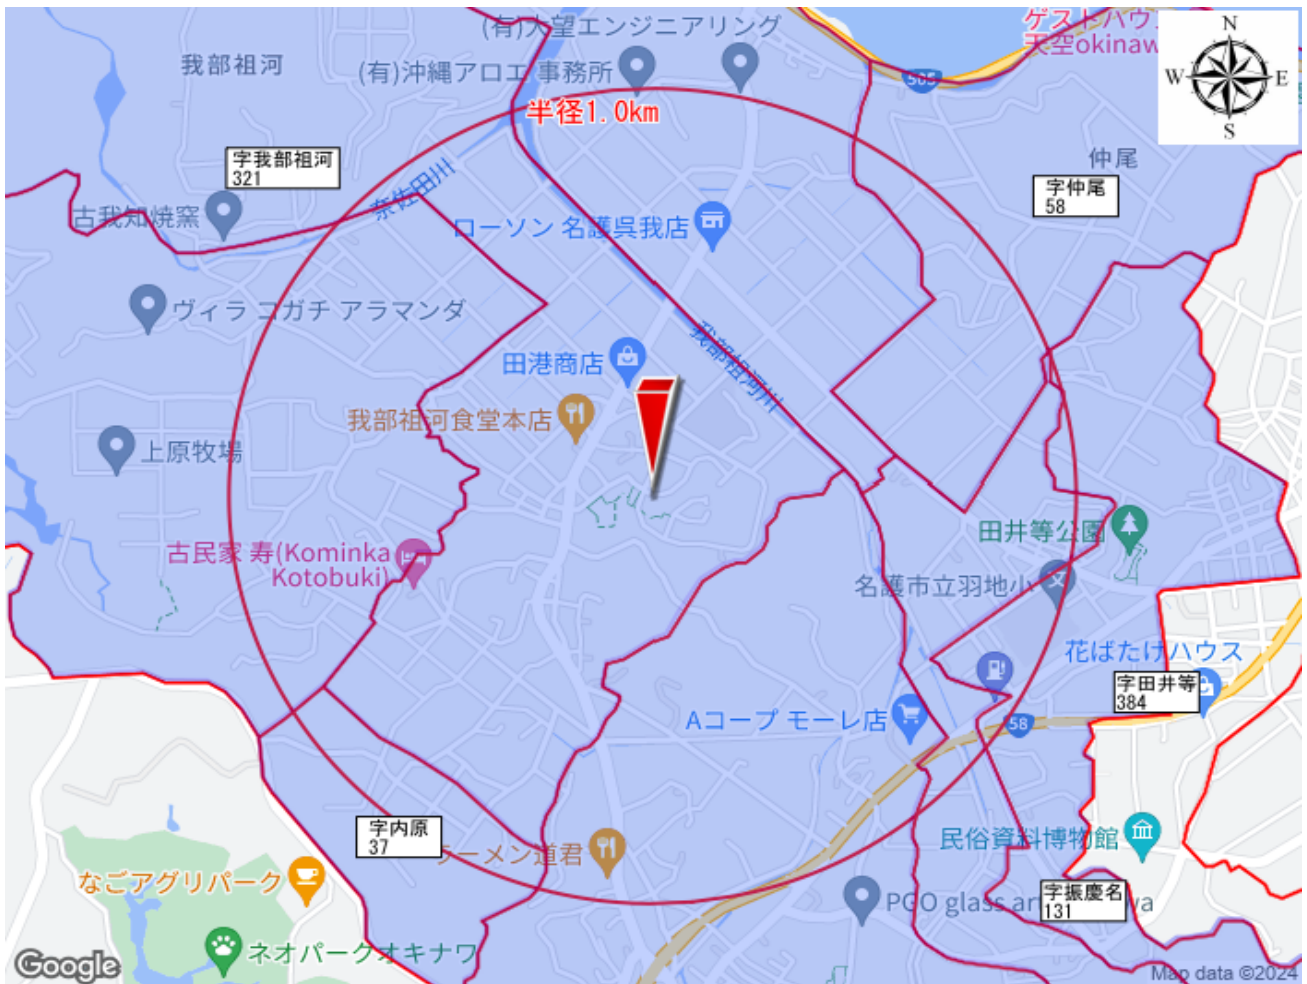 (有)大望エンジニアリング
ゲストハウ
天空okinaw
N
W
E
S
我部祖河
(有)沖縄アロエ 事務所
505
半径1.0km
字我部祖河
321
仲尾
字仲尾
58
奈佐田川
古我知焼窯
ローソン 名護呉我店
ヴィラ コガチ アラマンダ
我部祖河川
田港商店
我部祖河食堂本店
上原牧場
田井等公園
古民家 寿(Kominka
Kotobuki)
名護市立羽地小
花ばたけハウス
字田井等
384
Aコープ モーレ店
58
字内原
37
ラーメン道君
民俗資料博物館
なごアグリパーク
字振慶名
131
PGO glass ar
wa
ネオパークオキナワ
Google
Map data ©2024